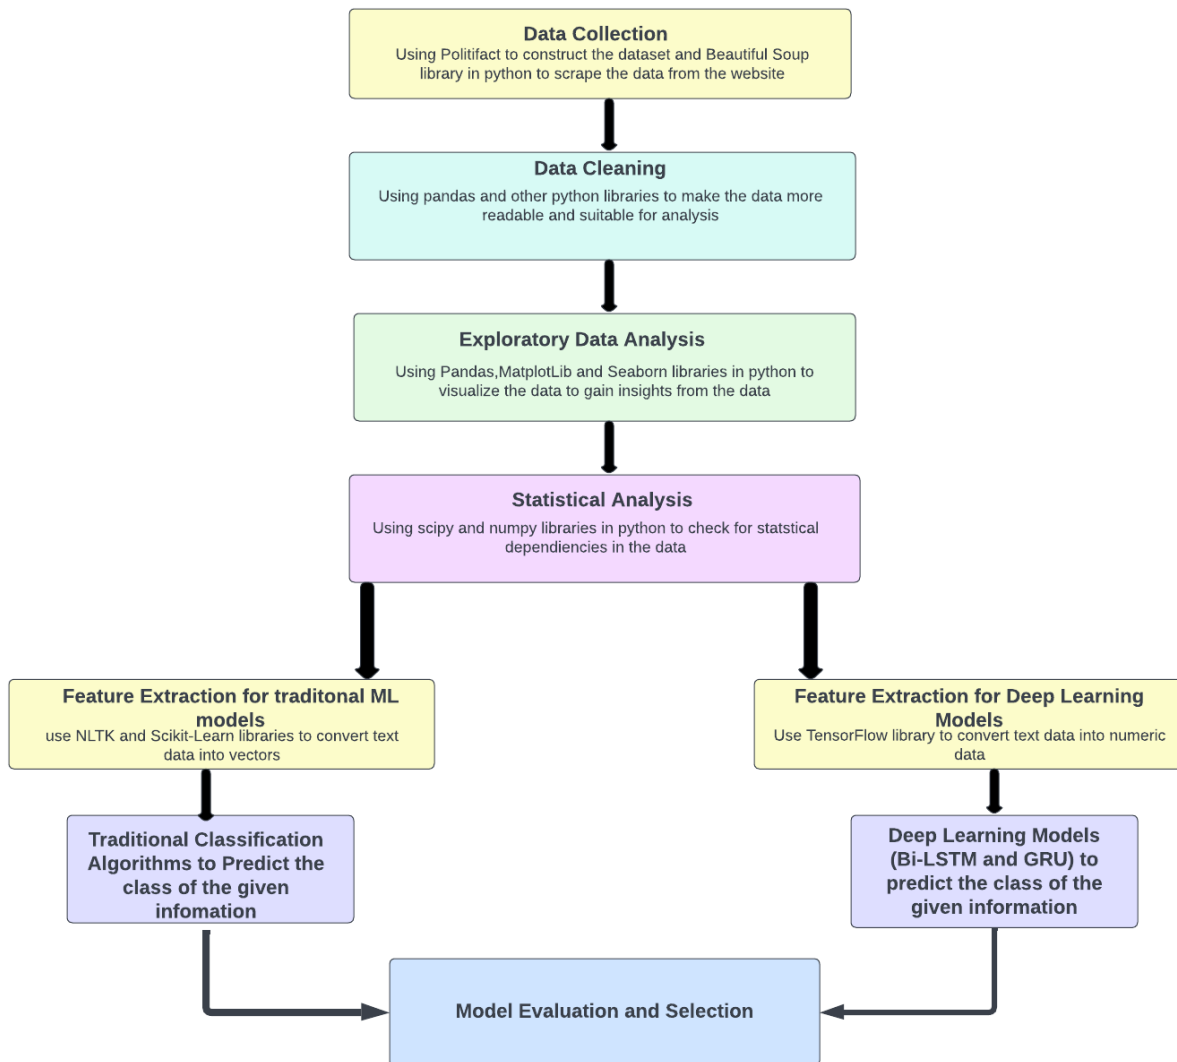 Data Collection
Using Politifact to construct the dataset and Beautiful Soup
library in python to scrape the data from the website
Data Cleaning
Using pandas and other python libraries to make the data more
readable and suitable for analysis
Exploratory Data Analysis
Using Pandas,MatplotLib and Seaborn libraries in python to
visualize the data to gain insights from the data
Statistical Analysis
Using scipy and numpy libraries in python to check for statstical
dependiencies in the data
Feature Extraction for traditonal ML
models
use NLTK and Scikit-Learn libraries to convert text
data into vectors
Feature Extraction for Deep Learning
Models
Use TensorFlow library to convert text data into numeric
data
Traditional Classification
Algorithms to Predict the
class of the given
infomation
Deep Learning Models
(Bi-LSTM and GRU) to
predict the class of the
given information
Model Evaluation and Selection